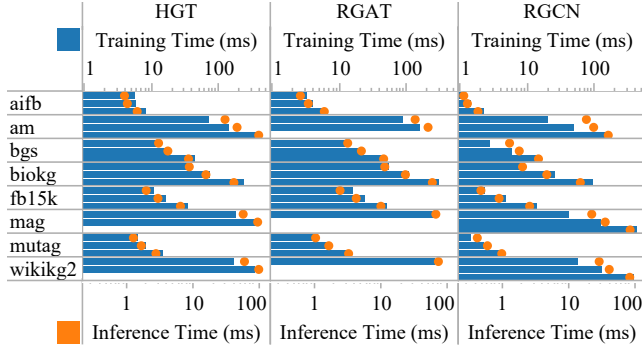 HGT RGAT RGCN
Training Time (ms) Training Time (ms) Training Time (ms)
1 10 100 1 10 100 1 10 100
aifb
am
bgs
biokg
fb15k
mag
mutag
wikikg2
1 10 100 1 10 100 1 10 100
Inference Time (ms) Inference Time (ms) Inference Time (ms)